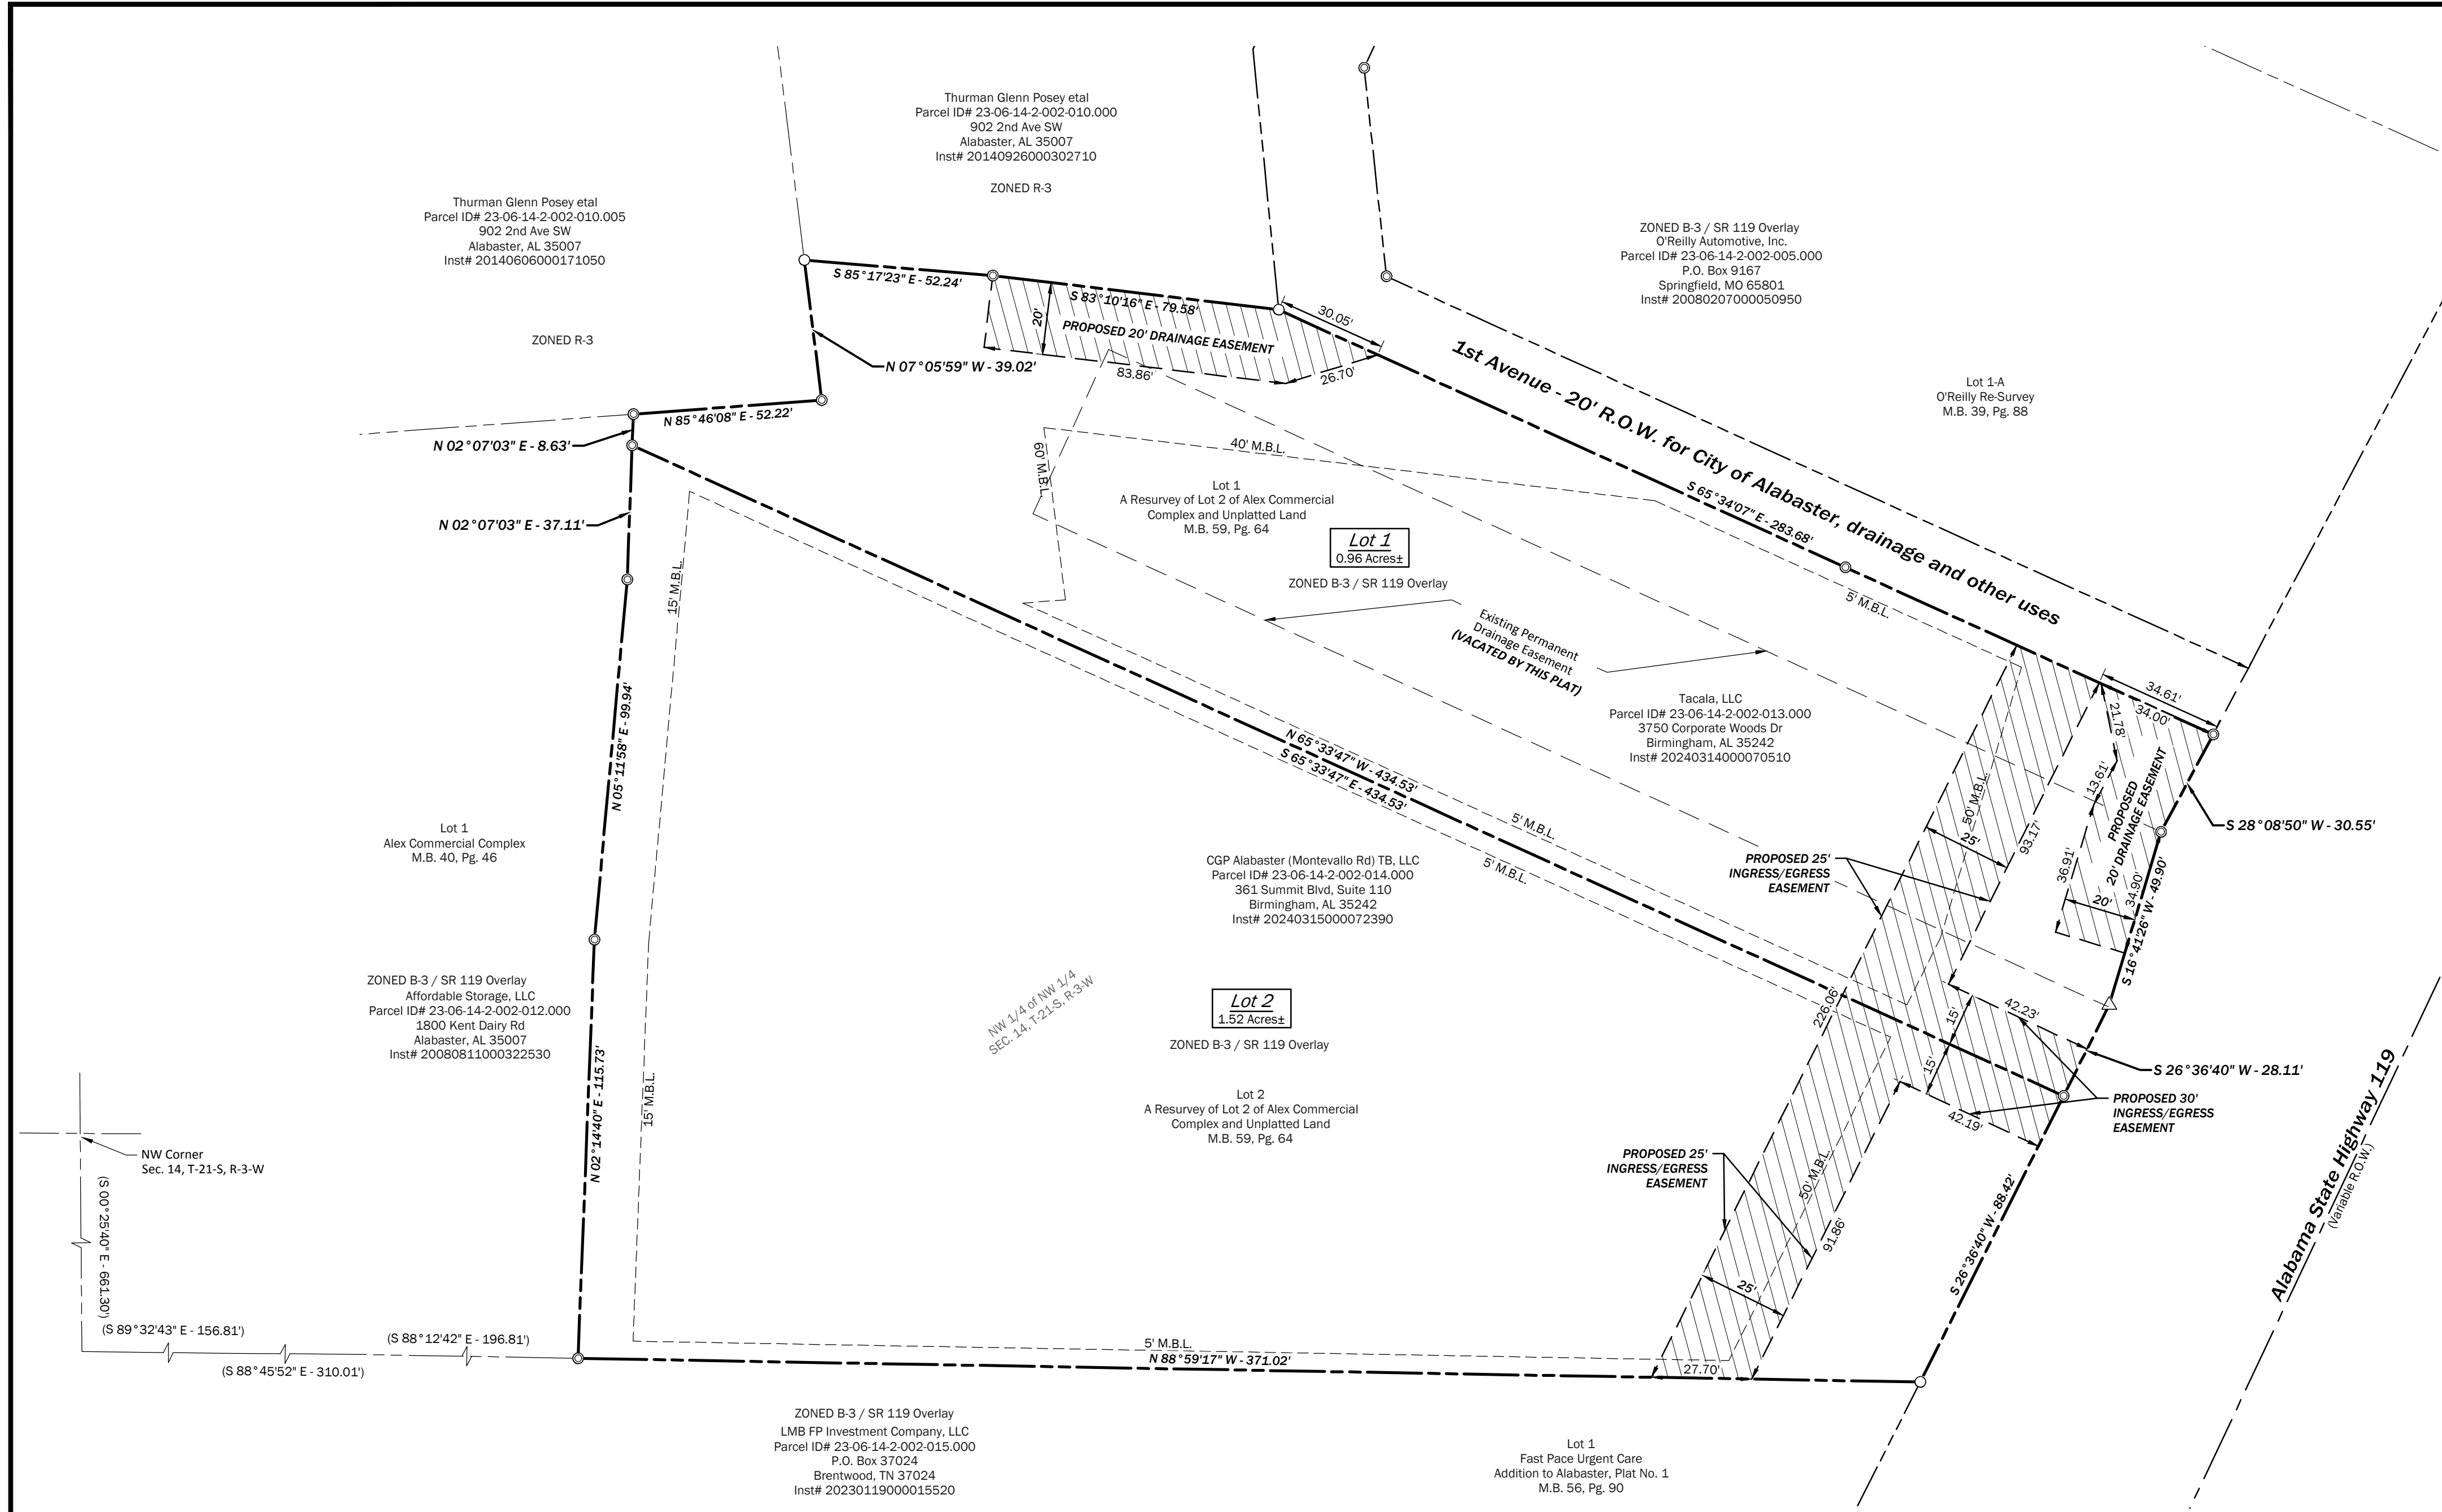 Thurman Glenn Posey etal
Parcel ID# 23-06-14-2-002-010.000
902 2nd Ave SW
Alabaster, AL 35007
Inst# 20140926000302710
ZONED R-3
Thurman Glenn Posey etal
Parcel ID# 23-06-14-2-002-010.005
902 2nd Ave SW
Alabaster, AL 35007
Inst# 20140606000171050
ZONED R-3
ZONED B-3 / SR 119 Overlay
O'Reilly Automotive, Inc.
Parcel ID# 23-06-14-2-002-005.000
P.O. Box 9167
Springfield, MO 65801
Inst# 20080207000050950
Lot 1-A
O'Reilly Re-Survey
M.B. 39, Pg. 88
S 85°17'23" E - 52.24'
S 83°10'16" E - 79.58'
20'
PROPOSED 20' DRAINAGE EASEMENT
30.05'
83.86'
26.70'
N 07°05'59" W - 39.02'
N 85°46'08" E - 52.22'
N 02°07'03" E - 8.63'
N 02°07'03" E - 37.11'
1st Avenue - 20' R.O.W. for City of Alabaster, drainage and other uses
S 65°34'07" E - 283.68'
5' M.B.L.
40' M.B.L.
60' M.B.L.
Lot 1
A Resurvey of Lot 2 of Alex Commercial
Complex and Unplatted Land
M.B. 59, Pg. 64
Lot 1
0.96 Acres±
ZONED B-3 / SR 119 Overlay
Existing Permanent
Drainage Easement
(VACATED BY THIS PLAT)
Tacala, LLC
Parcel ID# 23-06-14-2-002-013.000
3750 Corporate Woods Dr
Birmingham, AL 35242
Inst# 20240314000070510
15' M.B.L.
N 05°11'58" E - 99.94'
N 65°33'47" W - 434.53'
S 65°33'47" E - 434.53'
5' M.B.L.
5' M.B.L.
34.61'
34.00'
21.78'
13.61'
36.91'
PROPOSED
20' DRAINAGE EASEMENT
34.90'
20'
S 28°08'50" W - 30.55'
S 16°41'26" W - 49.90'
50' M.B.L.
25'
93.17'
PROPOSED 25'
INGRESS/EGRESS
EASEMENT
Lot 1
Alex Commercial Complex
M.B. 40, Pg. 46
CGP Alabaster (Montevallo Rd) TB, LLC
Parcel ID# 23-06-14-2-002-014.000
361 Summit Blvd, Suite 110
Birmingham, AL 35242
Inst# 20240315000072390
ZONED B-3 / SR 119 Overlay
Affordable Storage, LLC
Parcel ID# 23-06-14-2-002-012.000
1800 Kent Dairy Rd
Alabaster, AL 35007
Inst# 20080811000322530
NW 1/4 of NW 1/4
SEC. 14, T-21-S, R-3-W
Lot 2
1.52 Acres±
ZONED B-3 / SR 119 Overlay
Lot 2
A Resurvey of Lot 2 of Alex Commercial
Complex and Unplatted Land
M.B. 59, Pg. 64
226.06'
15'
15'
42.23'
42.19'
S 26°36'40" W - 28.11'
PROPOSED 30'
INGRESS/EGRESS
EASEMENT
N 02°14'40" E - 115.73'
15' M.B.L.
NW Corner
Sec. 14, T-21-S, R-3-W
(S 00°25'40" E - 661.30')
(S 89°32'43" E - 156.81')
(S 88°45'52" E - 310.01')
(S 88°12'42" E - 196.81')
PROPOSED 25'
INGRESS/EGRESS
EASEMENT
50' M.B.L.
91.86'
25'
S 26°36'40" W - 88.42'
Alabama State Highway 119
(Variable R.O.W.)
5' M.B.L.
N 88°59'17" W - 371.02'
27.70'
ZONED B-3 / SR 119 Overlay
LMB FP Investment Company, LLC
Parcel ID# 23-06-14-2-002-015.000
P.O. Box 37024
Brentwood, TN 37024
Inst# 20230119000015520
Lot 1
Fast Pace Urgent Care
Addition to Alabaster, Plat No. 1
M.B. 56, Pg. 90